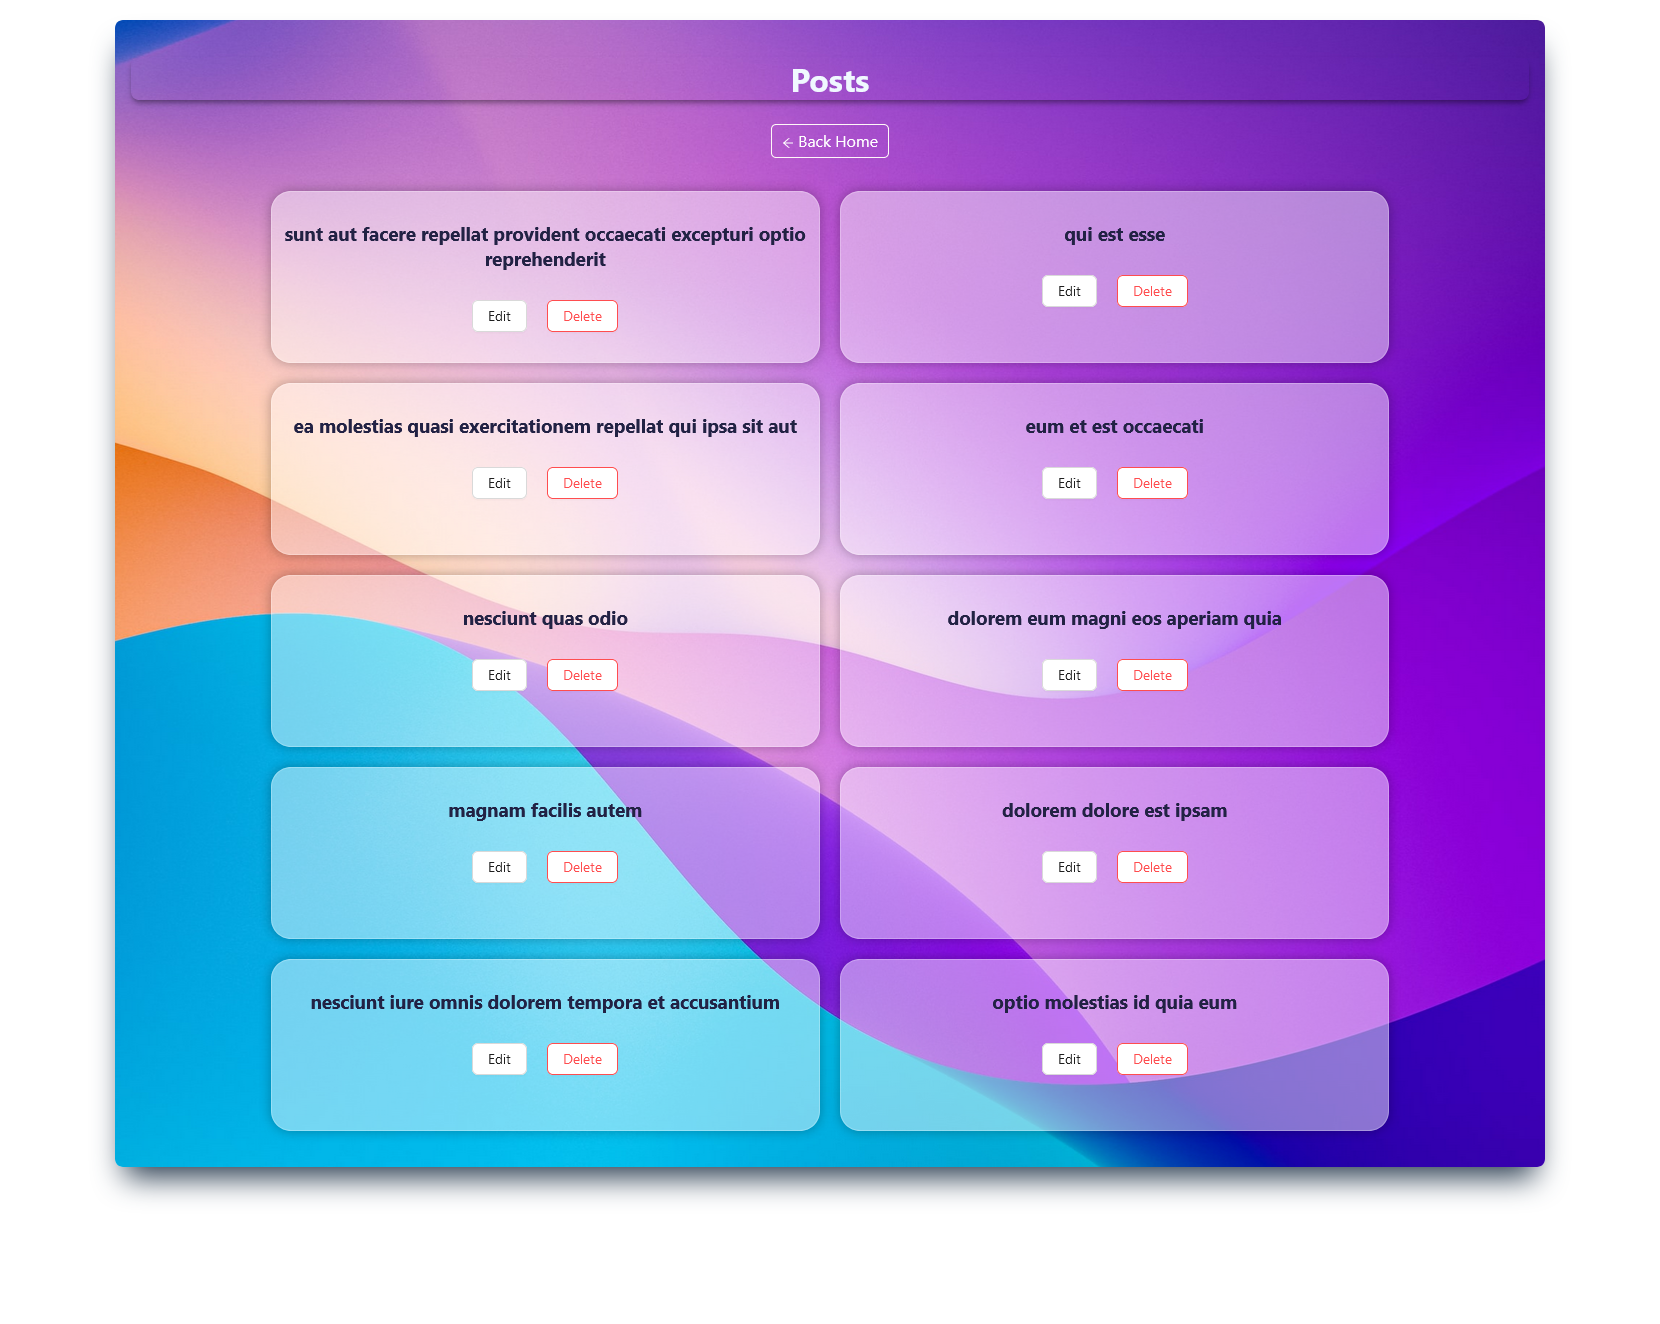 Posts
← Back Home
sunt aut facere repellat provident occaecati excepturi optio
reprehenderit
Edit Delete
qui est esse
Edit Delete
ea molestias quasi exercitationem repellat qui ipsa sit aut
Edit Delete
eum et est occaecati
Edit Delete
nesciunt quas odio
Edit Delete
dolorem eum magni eos aperiam quia
Edit Delete
magnam facilis autem
Edit Delete
dolorem dolore est ipsam
Edit Delete
nesciunt iure omnis dolorem tempora et accusantium
Edit Delete
optio molestias id quia eum
Edit Delete